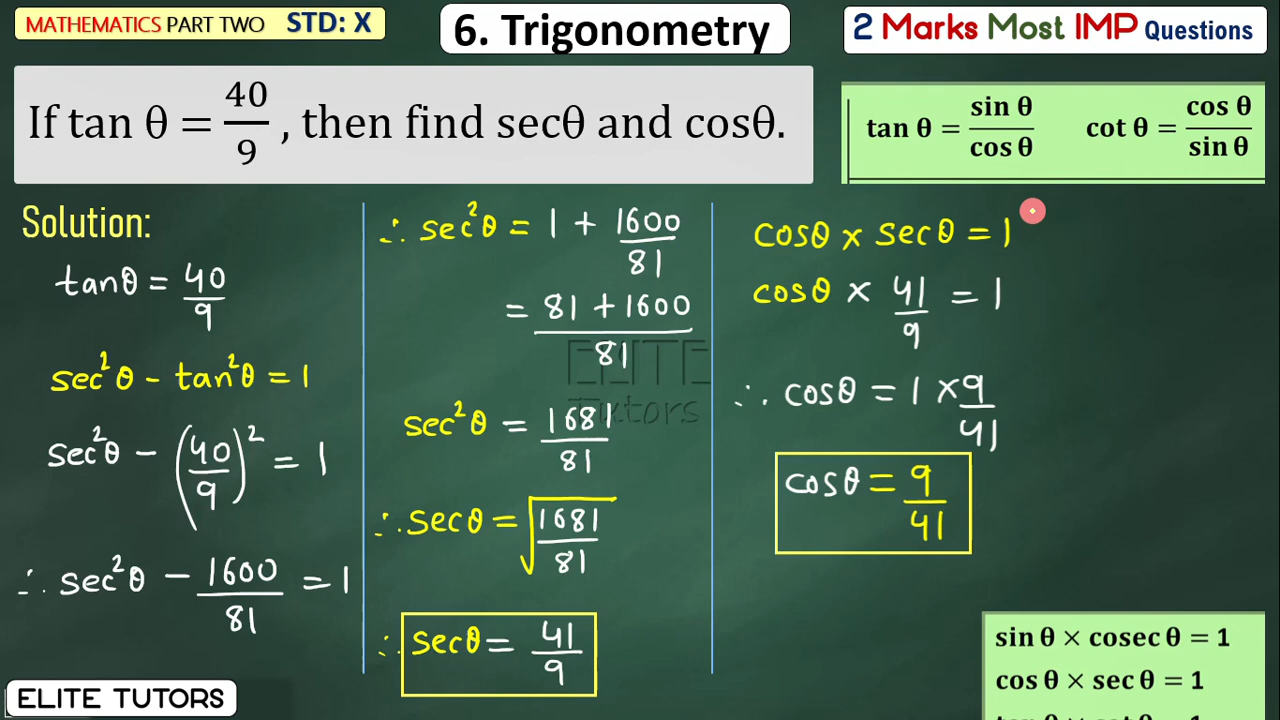 MATHEMATICS PART TWO STD: X
6. Trigonometry
2 Marks Most IMP Questions
If tan θ = 40/9 , then find secθ and cosθ.
tan θ = sin θ/cos θ cot θ = cos θ/sin θ
Solution:
tanθ = 40/9
sec²θ - tan²θ = 1
sec²θ - (40/9)² = 1
∴ sec²θ - 1600/81 = 1
∴ sec²θ = 1 + 1600/81
= 81 + 1600/81
sec²θ = 1681/81
∴ secθ = √1681/81
∴ secθ = 41/9
cosθ × secθ = 1
cosθ × 41/9 = 1
∴ cosθ = 1 × 9/41
cosθ = 9/41
ELITE Tutors
sin θ × cosec θ = 1
cos θ × sec θ = 1
ELITE TUTORS